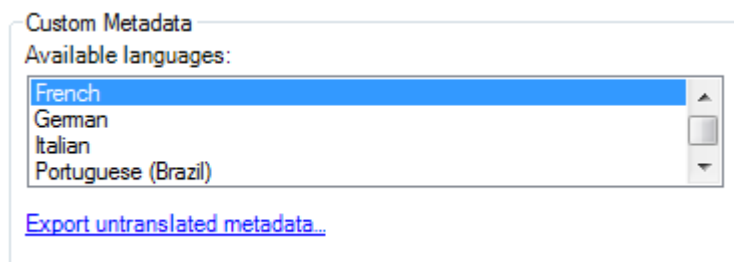 Custom Metadata
Available languages:
French
German
Italian
Portuguese (Brazil)
Export untranslated metadata...